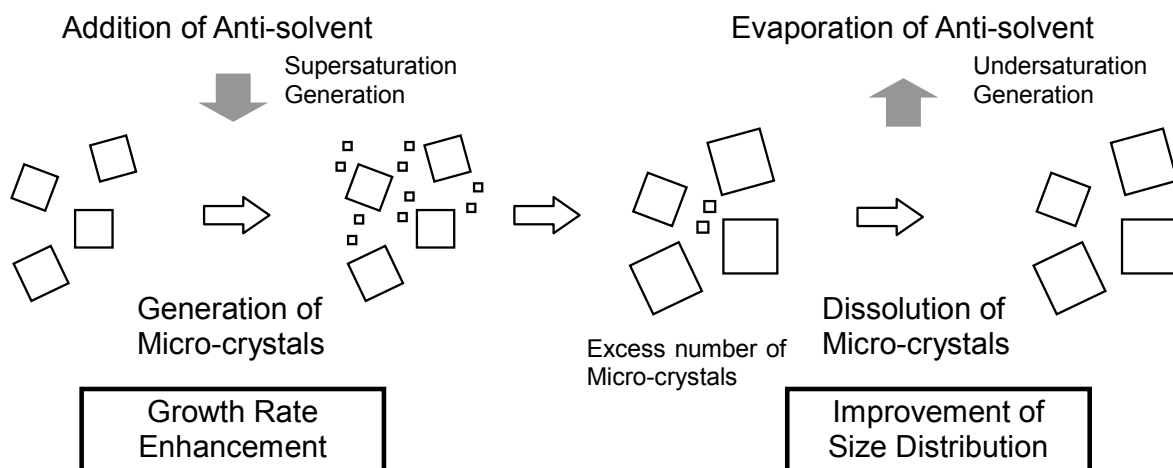 Addition of Anti-solvent
Supersaturation
Generation
Generation of
Micro-crystals
Growth Rate
Enhancement
Evaporation of Anti-solvent
Undersaturation
Generation
Excess number of
Micro-crystals
Dissolution of
Micro-crystals
Improvement of
Size Distribution